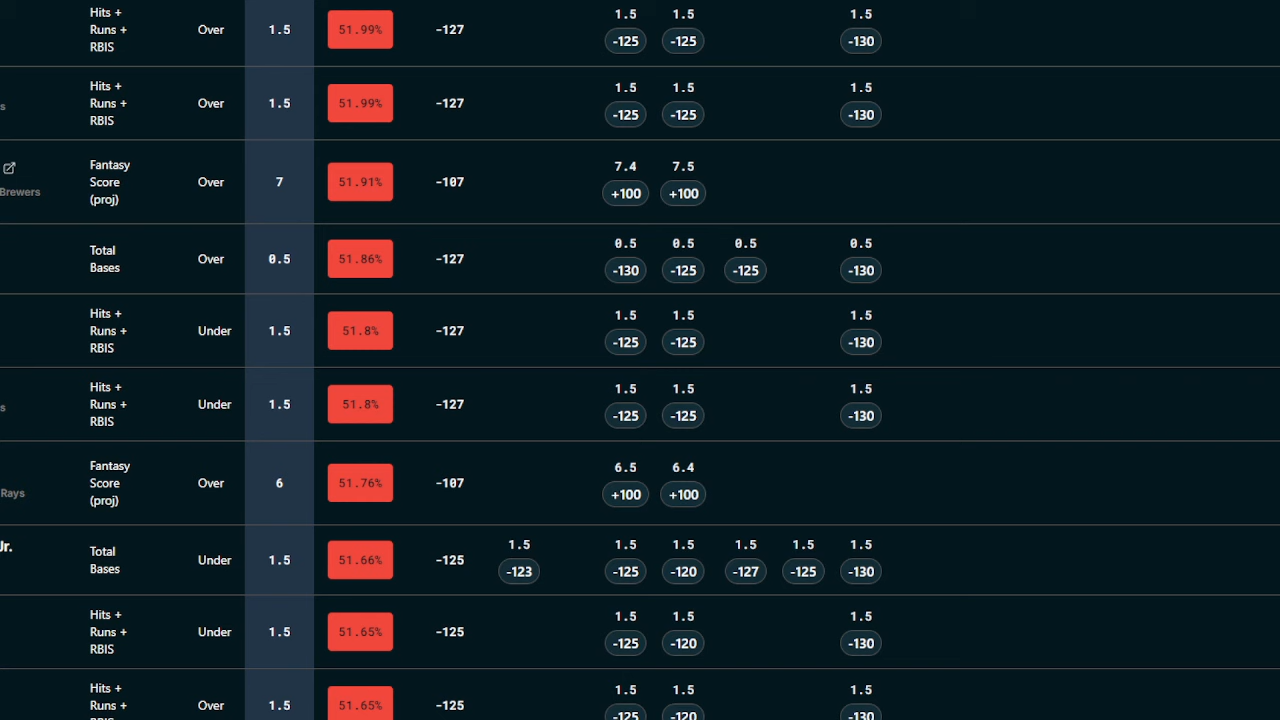 Hits + Runs + RBIS Over 1.5 51.99% -127 1.5 -125 1.5 -125 1.5 -130
s Hits + Runs + RBIS Over 1.5 51.99% -127 1.5 -125 1.5 -125 1.5 -130
Brewers Fantasy Score (proj) Over 7 51.91% -107 7.4 +100 7.5 +100
Total Bases Over 0.5 51.86% -127 0.5 -130 0.5 -125 0.5 -125 0.5 -130
Hits + Runs + RBIS Under 1.5 51.8% -127 1.5 -125 1.5 -125 1.5 -130
s Hits + Runs + RBIS Under 1.5 51.8% -127 1.5 -125 1.5 -125 1.5 -130
Rays Fantasy Score (proj) Over 6 51.76% -107 6.5 +100 6.4 +100
Jr. Total Bases Under 1.5 51.66% -125 1.5 -123 1.5 -125 1.5 -120 1.5 -127 1.5 -125 1.5 -130
Hits + Runs + RBIS Under 1.5 51.65% -125 1.5 -125 1.5 -120 1.5 -130
Hits + Runs + RBIS Over 1.5 51.65% -125 1.5 -125 1.5 -120 1.5 -130